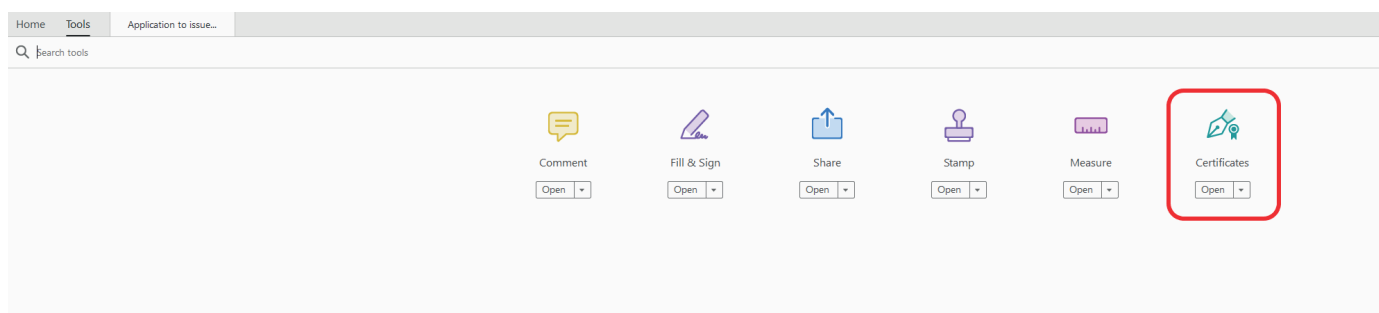 Home Tools Application to issue...
Search tools
Comment Fill & Sign Share Stamp Measure Certificates
Open Open Open Open Open Open